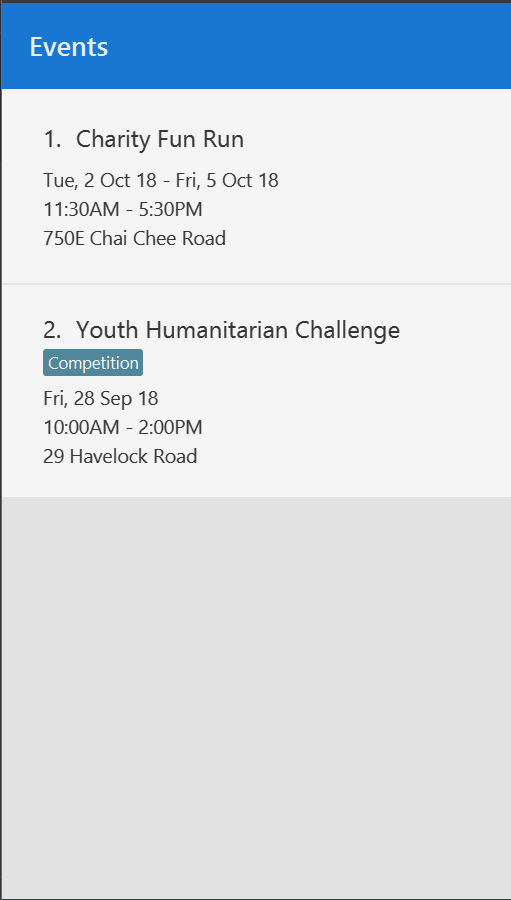 Events
1. Charity Fun Run
Tue, 2 Oct 18 - Fri, 5 Oct 18
11:30AM - 5:30PM
750E Chai Chee Road
2. Youth Humanitarian Challenge
Competition
Fri, 28 Sep 18
10:00AM - 2:00PM
29 Havelock Road